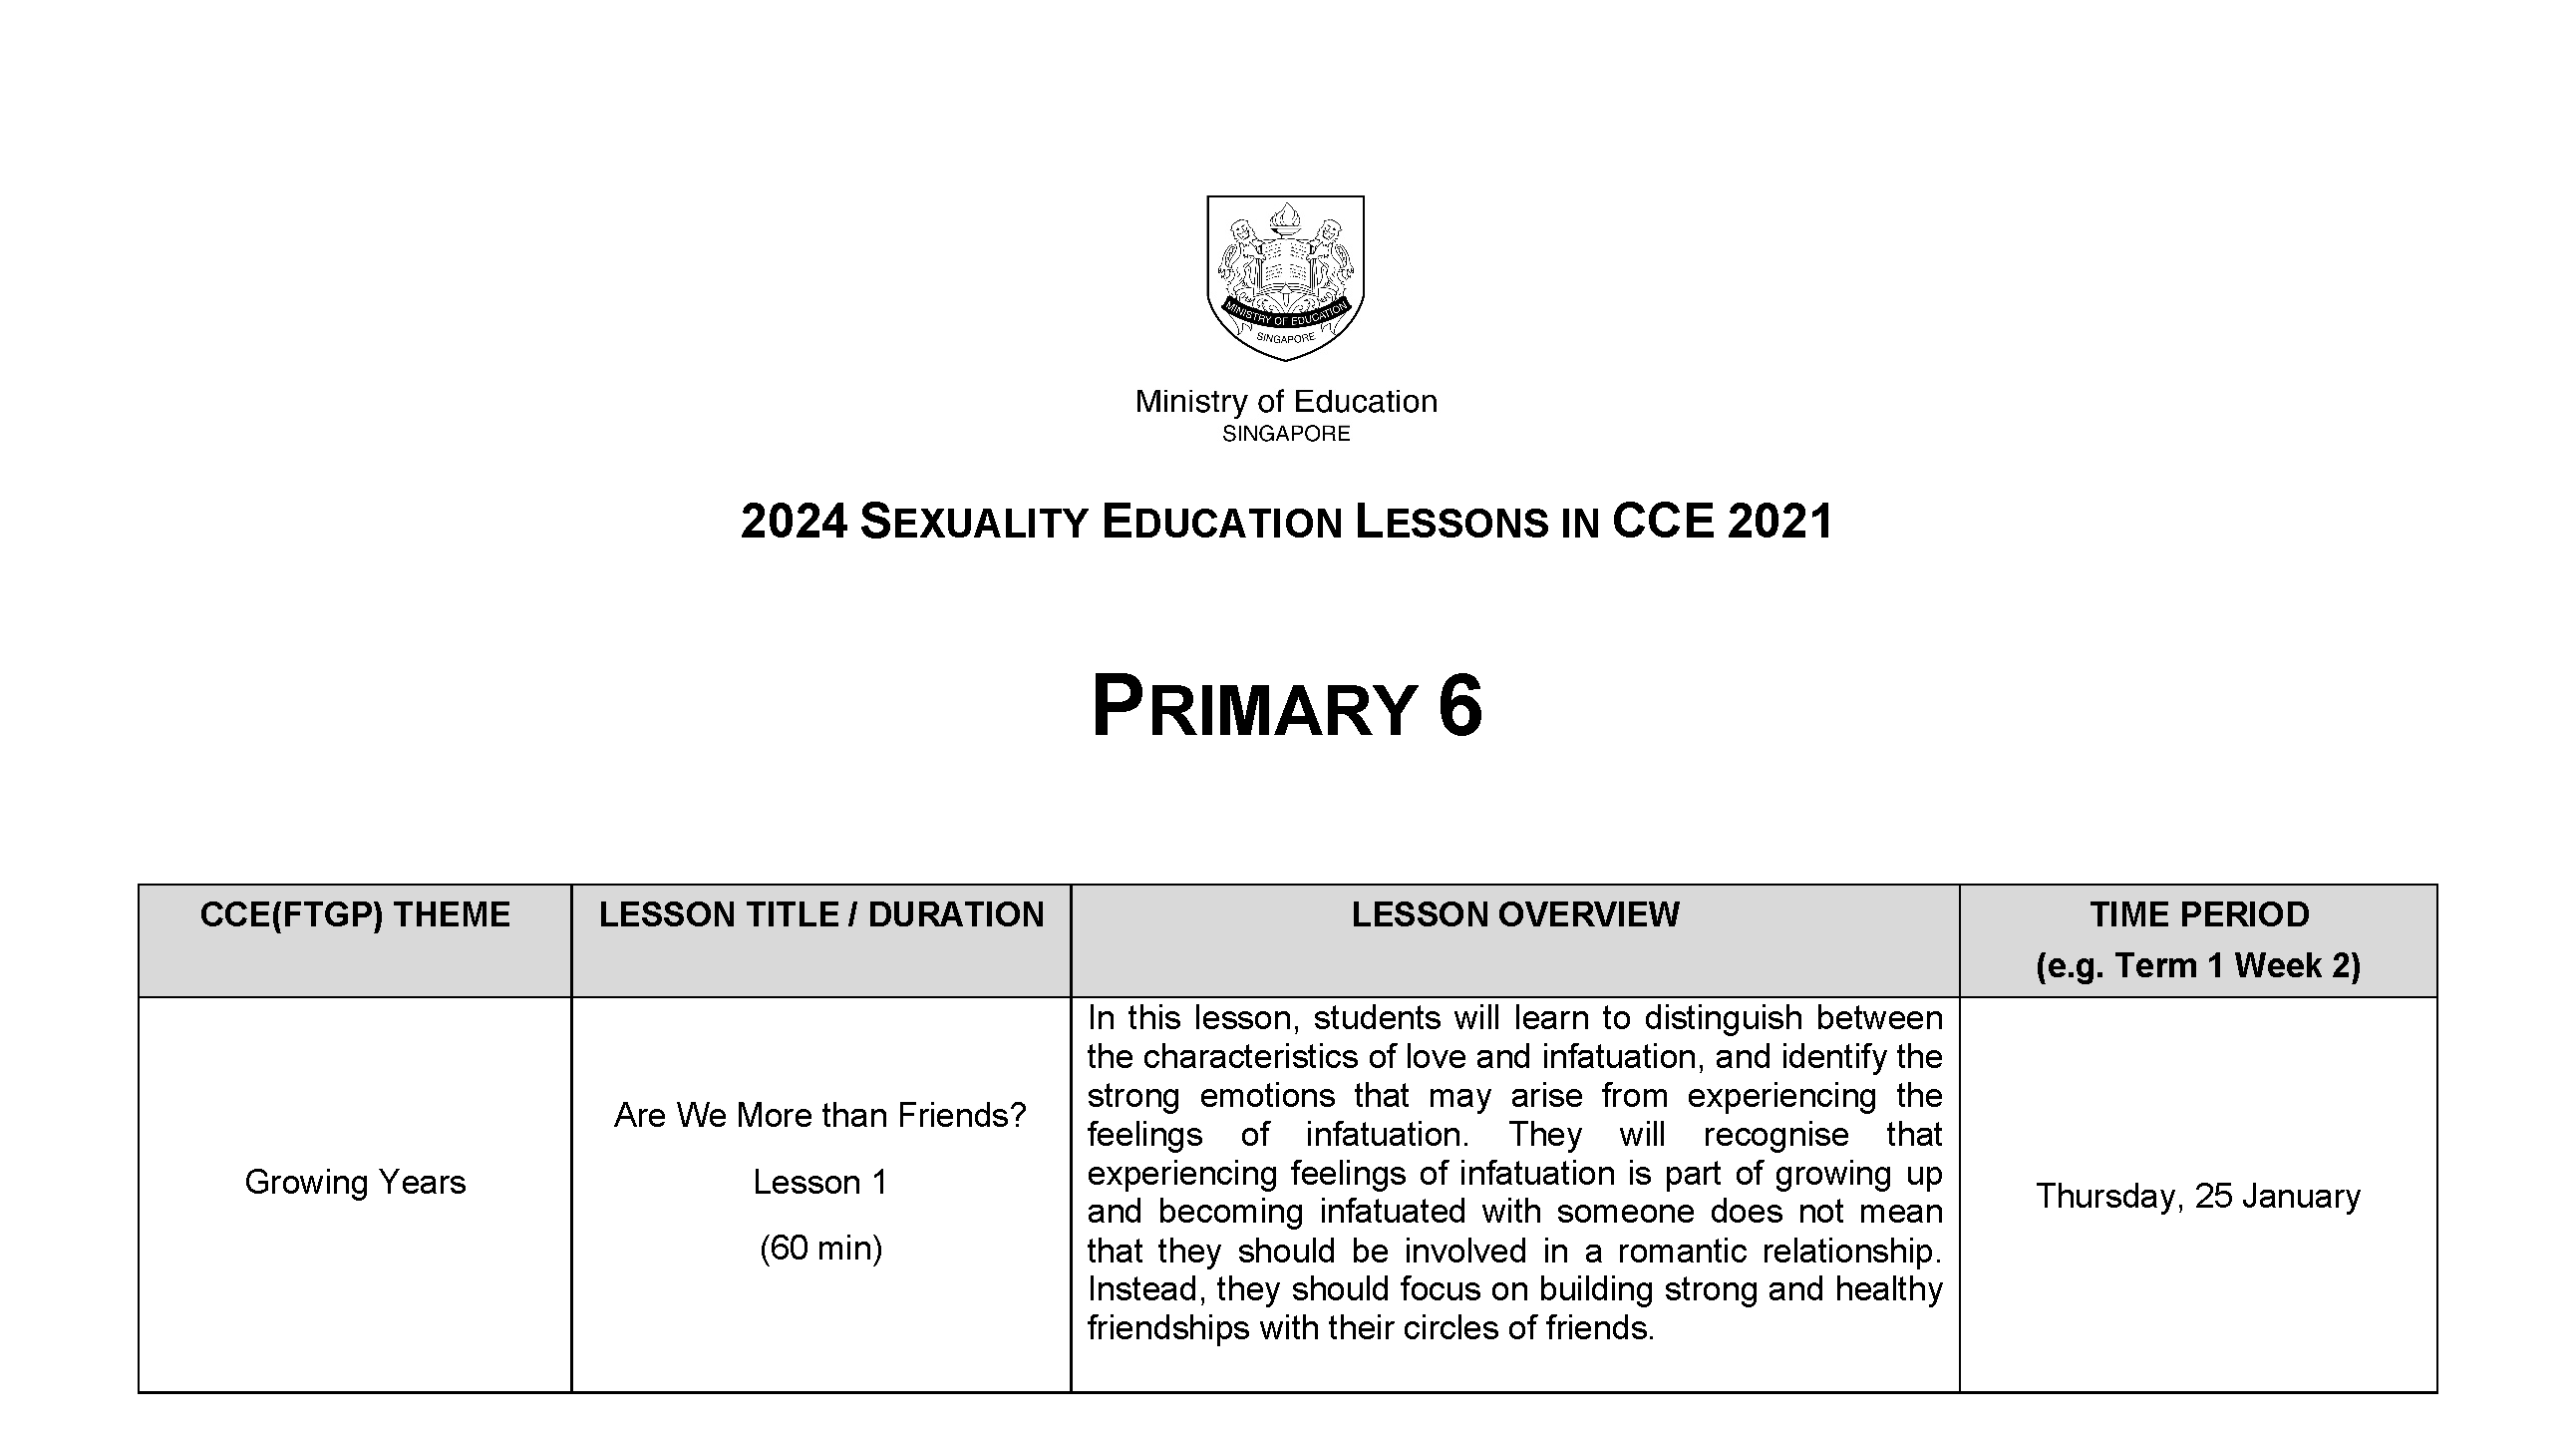 MINISTRY OF EDUCATION
SINGAPORE
Ministry of Education
SINGAPORE
2024 SEXUALITY EDUCATION LESSONS IN CCE 2021
PRIMARY 6
CCE(FTGP) THEME
LESSON TITLE / DURATION
LESSON OVERVIEW
TIME PERIOD
(e.g. Term 1 Week 2)
Growing Years
Are We More than Friends?
Lesson 1
(60 min)
In this lesson, students will learn to distinguish between
the characteristics of love and infatuation, and identify the
strong emotions that may arise from experiencing the
feelings of infatuation. They will recognise that
experiencing feelings of infatuation is part of growing up
and becoming infatuated with someone does not mean
that they should be involved in a romantic relationship.
Instead, they should focus on building strong and healthy
friendships with their circles of friends.
Thursday, 25 January